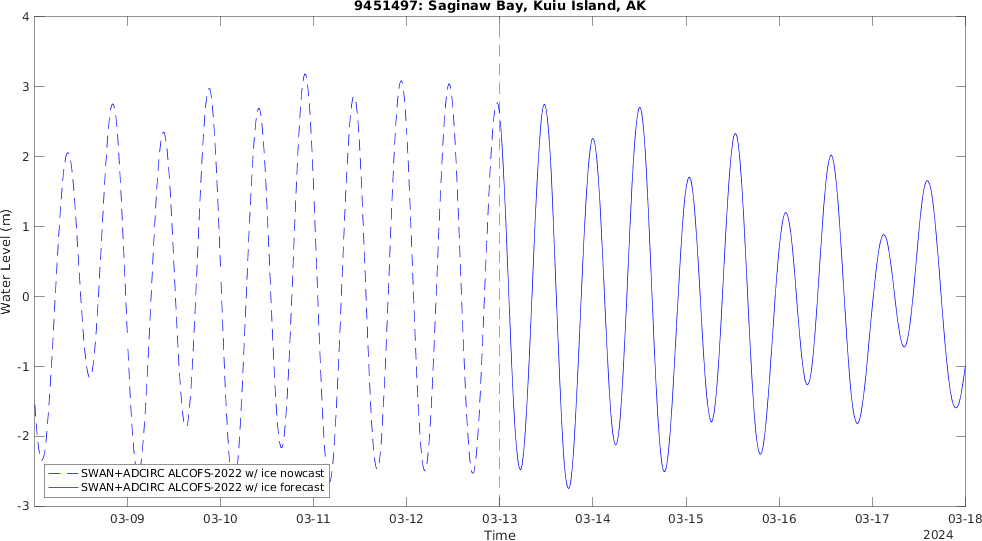 9451497: Saginaw Bay, Kuiu Island, AK
4
3
2
1
0
-1
-2
-3
Water Level (m)
SWAN+ADCIRC ALCOFS-2022 w/ ice nowcast
SWAN+ADCIRC ALCOFS-2022 w/ ice forecast
03-09 03-10 03-11 03-12 03-13 03-14 03-15 03-16 03-17 03-18
Time
2024